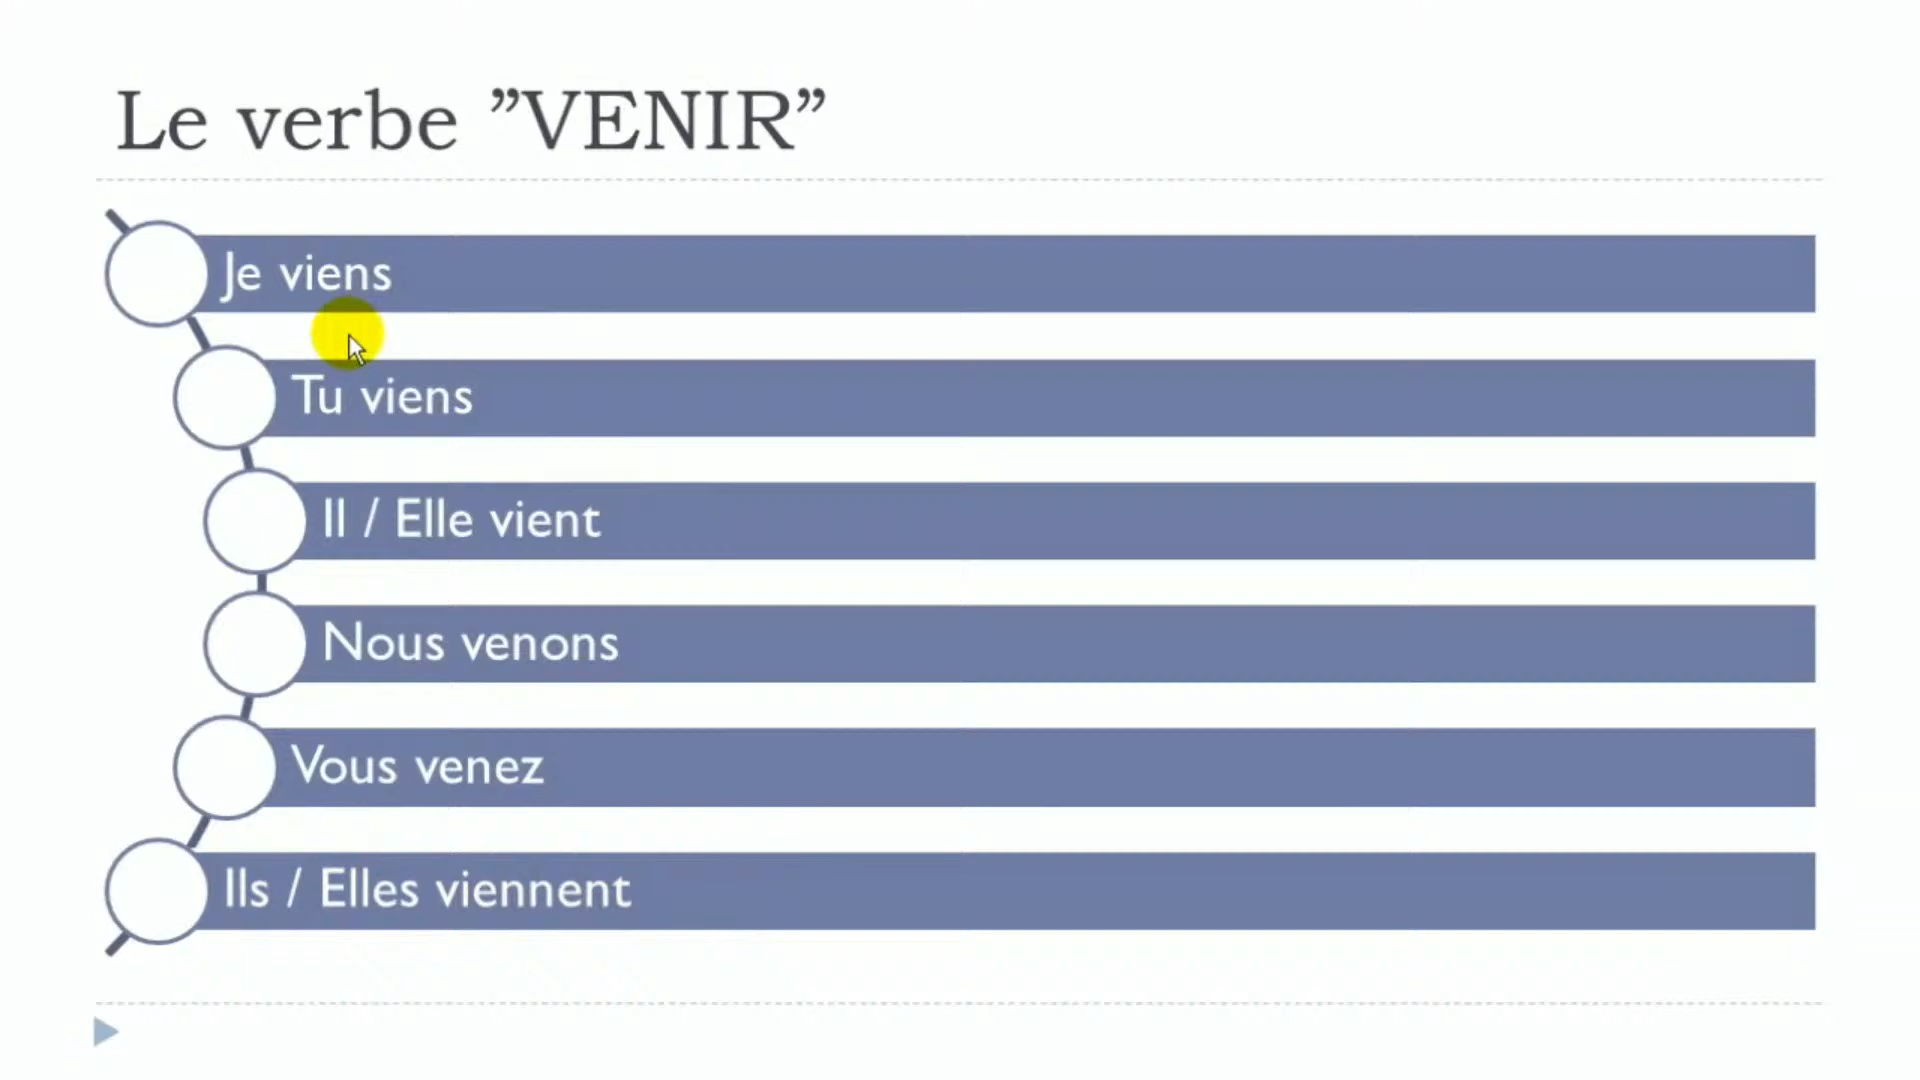 Le verbe ”VENIR”
Je viens
Tu viens
Il / Elle vient
Nous venons
Vous venez
Ils / Elles viennent